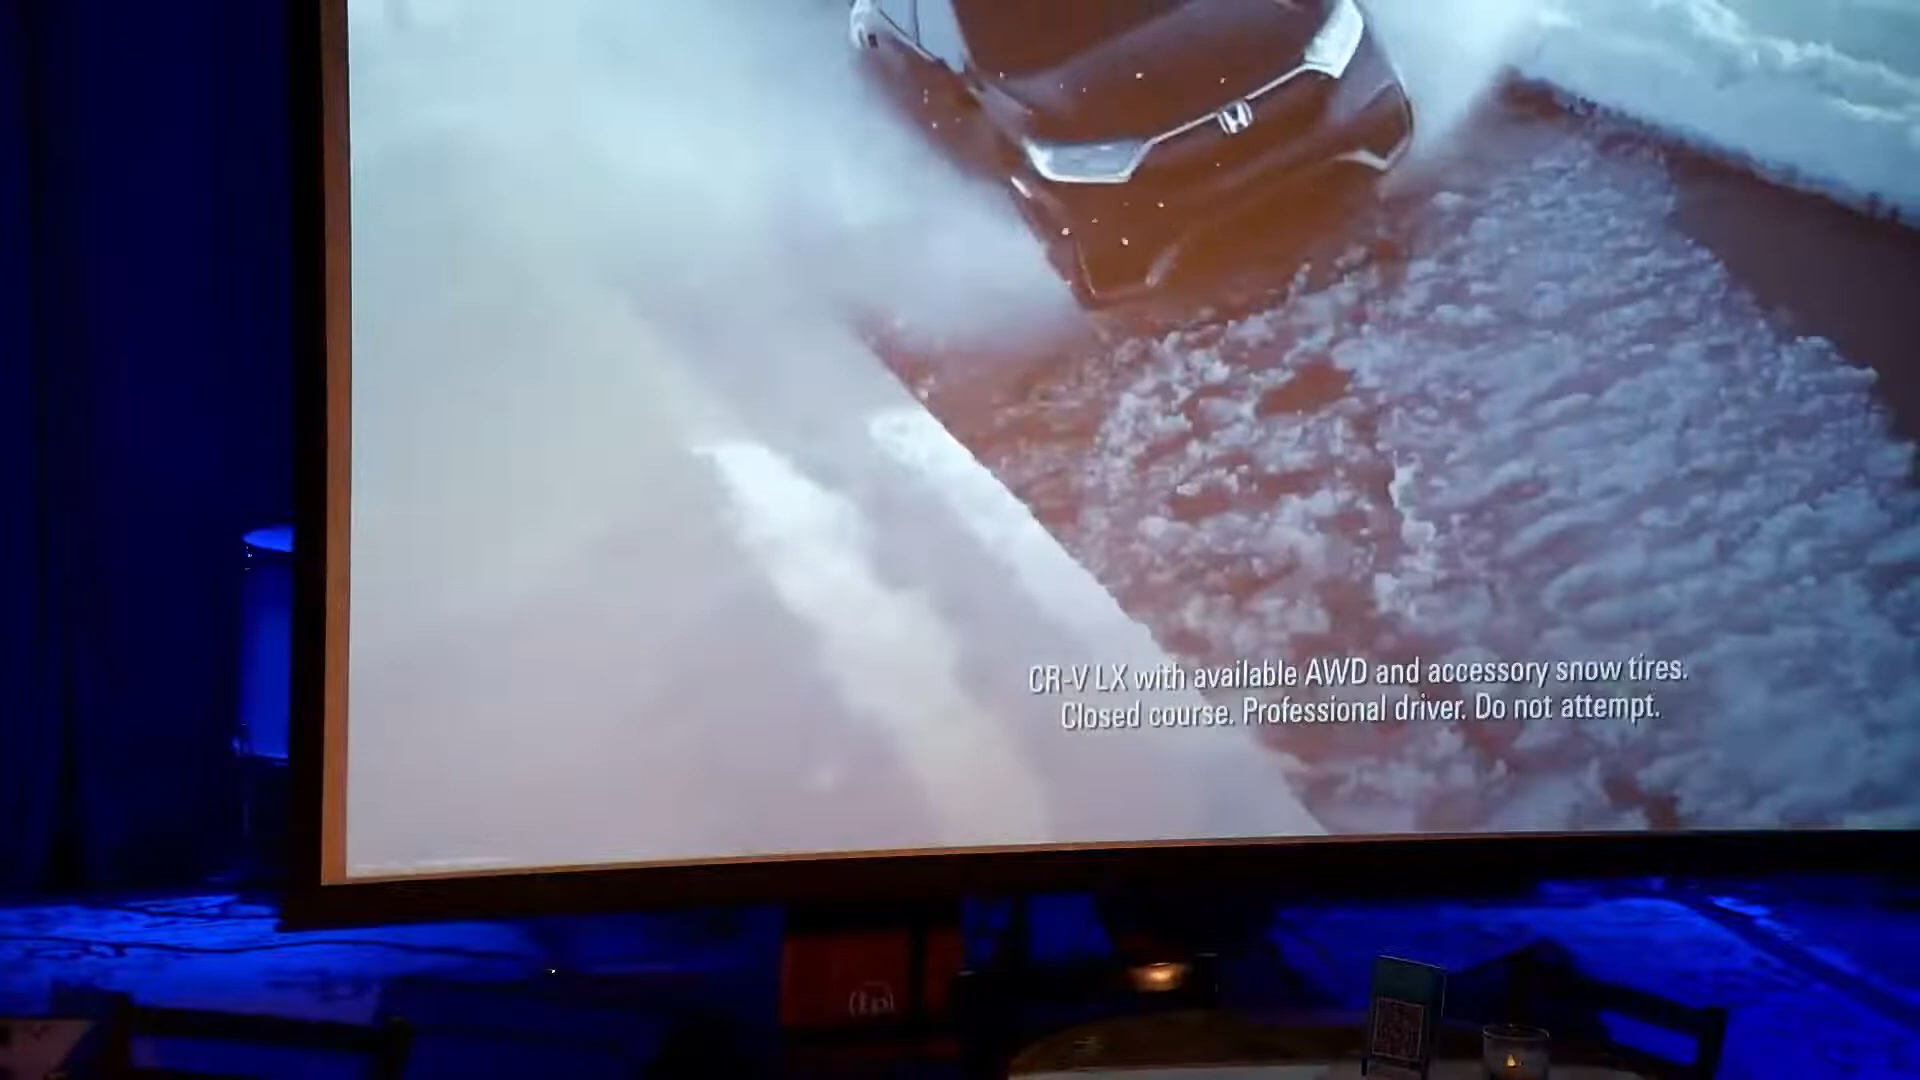 CR-V LX with available AWD and accessory snow tires.
Closed course. Professional driver. Do not attempt.